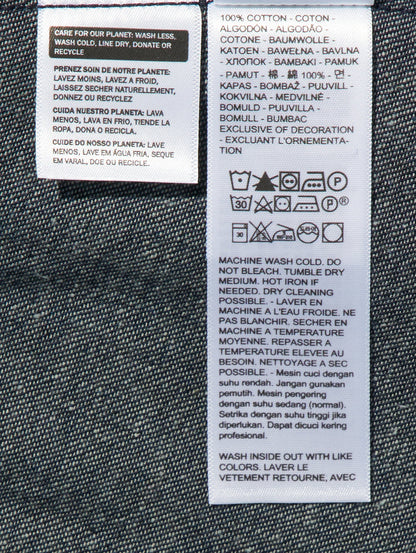 CARE FOR OUR PLANET: WASH LESS,
WASH COLD, LINE DRY, DONATE OR
RECYCLE
PRENEZ SOIN DE NOTRE PLANETE:
LAVEZ MOINS, LAVEZ A FROID,
LAISSEZ SECHER NATURELLEMENT,
DONNEZ OU RECYCLEZ
CUIDA NUESTRO PLANETA: LAVA
MENOS, LAVA EN FRIO, TIENDE LA
ROPA, DONA O RECICLA.
CUIDE DO NOSSO PLANETA: LAVE
MENOS, LAVE EM ÁGUA FRIA, SEQUE
EM VARAL, DOE OU RECICLE.
100% COTTON - COTON -
ALGODÓN - ALGODÃO -
COTONE - BAUMWOLLE -
KATOEN - BAWEŁNA - BAVLNA
- ХЛОПОК - BAMBAKI - PAMUK
- PAMUT - 棉 - 綿 100% - 면 -
KAPAS - BOMBAŽ - PUUVILL -
KOKVILNA - MEDVILNĖ -
BOMULD - PUUVILLA -
BOMULL - BUMBAC
EXCLUSIVE OF DECORATION
- EXCLUANT L'ORNEMENTA-
TION
P
30 P ®
30
MACHINE WASH COLD. DO
NOT BLEACH. TUMBLE DRY
MEDIUM. HOT IRON IF
NEEDED. DRY CLEANING
POSSIBLE. - LAVER EN
MACHINE A L'EAU FROIDE. NE
PAS BLANCHIR. SECHER EN
MACHINE A TEMPERATURE
MOYENNE. REPASSER A
TEMPERATURE ELEVEE AU
BESOIN. NETTOYAGE A SEC
POSSIBLE. - Mesin cuci dengan
suhu rendah. Jangan gunakan
pemutih. Mesin pengering
dengan suhu sedang (normal).
Setrika dengan suhu tinggi jika
diperlukan. Dapat dicuci kering
profesional.
WASH INSIDE OUT WITH LIKE
COLORS. LAVER LE
VETEMENT RETOURNE, AVEC